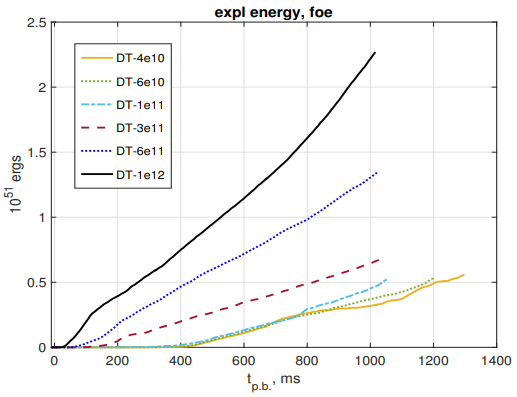 expl energy, foe
2.5
2
1.5
1
0.5
0
10^51 ergs
DT-4e10
DT-6e10
DT-1e11
DT-3e11
DT-6e11
DT-1e12
0 200 400 600 800 1000 1200 1400
t_p.b., ms